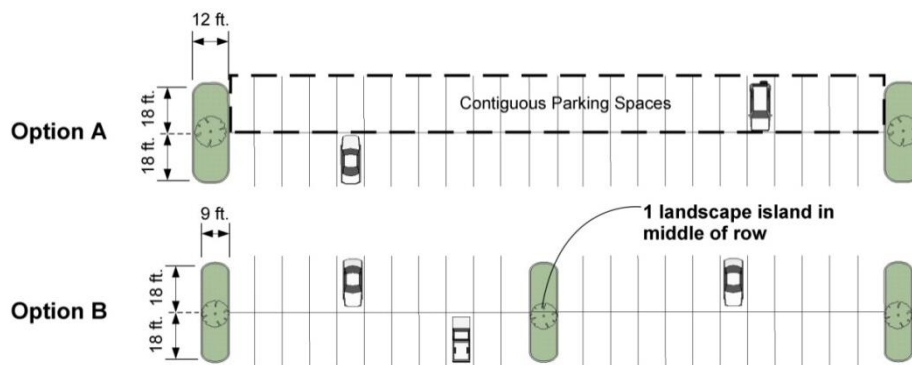 12 ft.
18 ft.
Contiguous Parking Spaces
Option A
18 ft.
9 ft.
1 landscape island in
middle of row
18 ft.
Option B
18 ft.